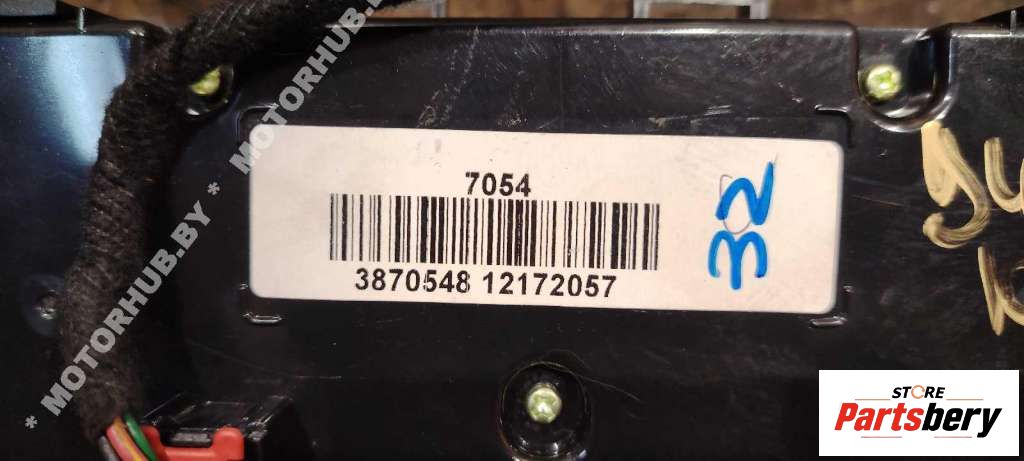 7054
3870548 12172057
32
* MOTORHUB.BY * MOTORHUB.BY *
STORE
Partsbery